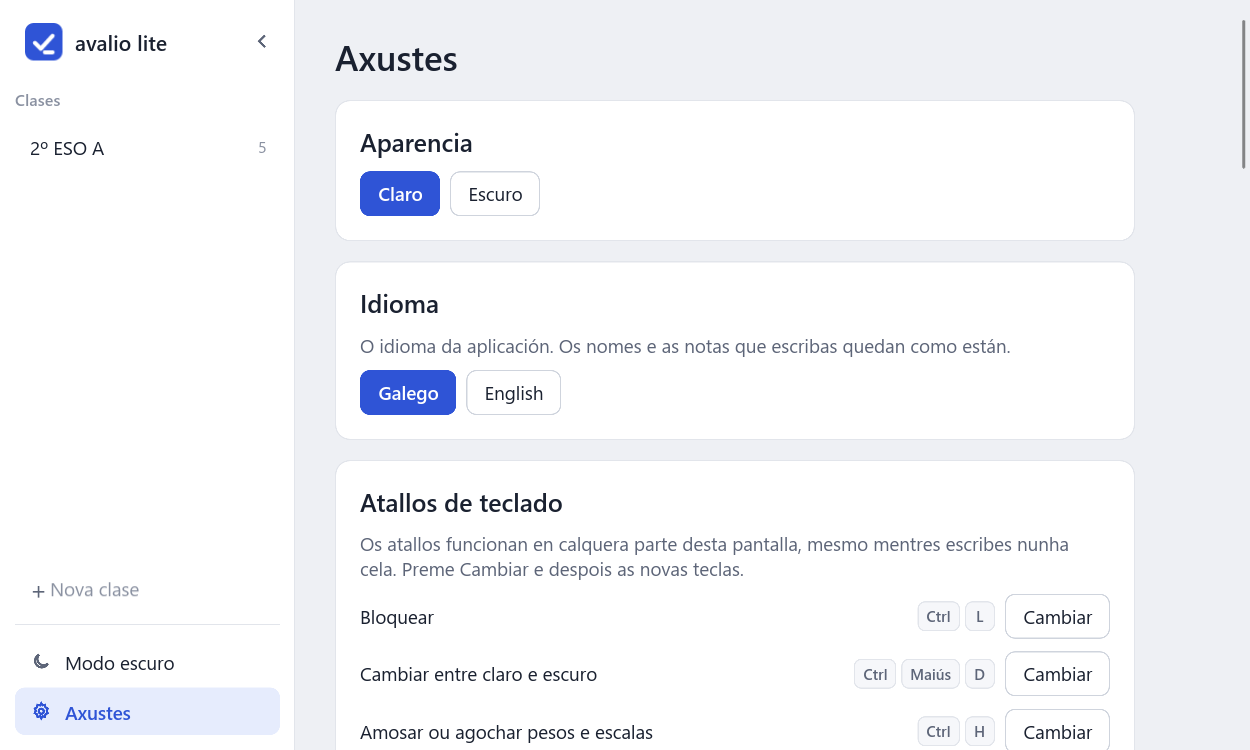 avalio lite
Clases
2º ESO A 5
+ Nova clase
Modo escuro
Axustes
Axustes
Aparencia
Claro Escuro
Idioma
O idioma da aplicación. Os nomes e as notas que escribas quedan como están.
Galego English
Atallos de teclado
Os atallos funcionan en calquera parte desta pantalla, mesmo mentres escribes nunha
cela. Preme Cambiar e despois as novas teclas.
Bloquear Ctrl L Cambiar
Cambiar entre claro e escuro Ctrl Maiús D Cambiar
Amosar ou agochar pesos e escalas Ctrl H Cambiar